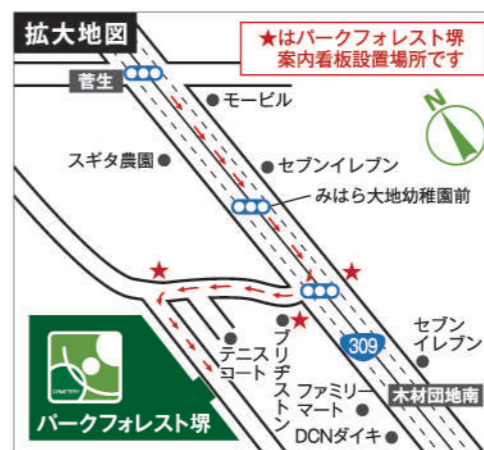 拡大地図
★はパークフォレスト堺
案内看板設置場所です
菅生
モービル
N
スギタ農園
セブンイレブン
みはら大地幼稚園前
テニス
コート
ブリヂストン
309
セブン
イレブン
木材団地南
ファミリー
マート
DCNダイキ
CEMETERY
パークフォレスト堺